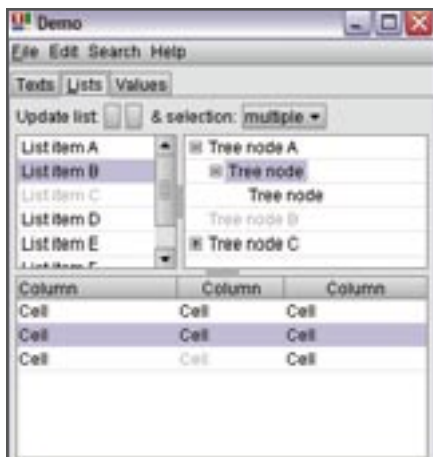 Demo
File Edit Search Help
Texts Lists Values
Update list: & selection: multiple
List item A
List item B
List item C
List item D
List item E
List item F
Tree node A
Tree node
Tree node
Tree node B
Tree node C
Column Column Column
Cell Cell Cell
Cell Cell Cell
Cell Cell Cell